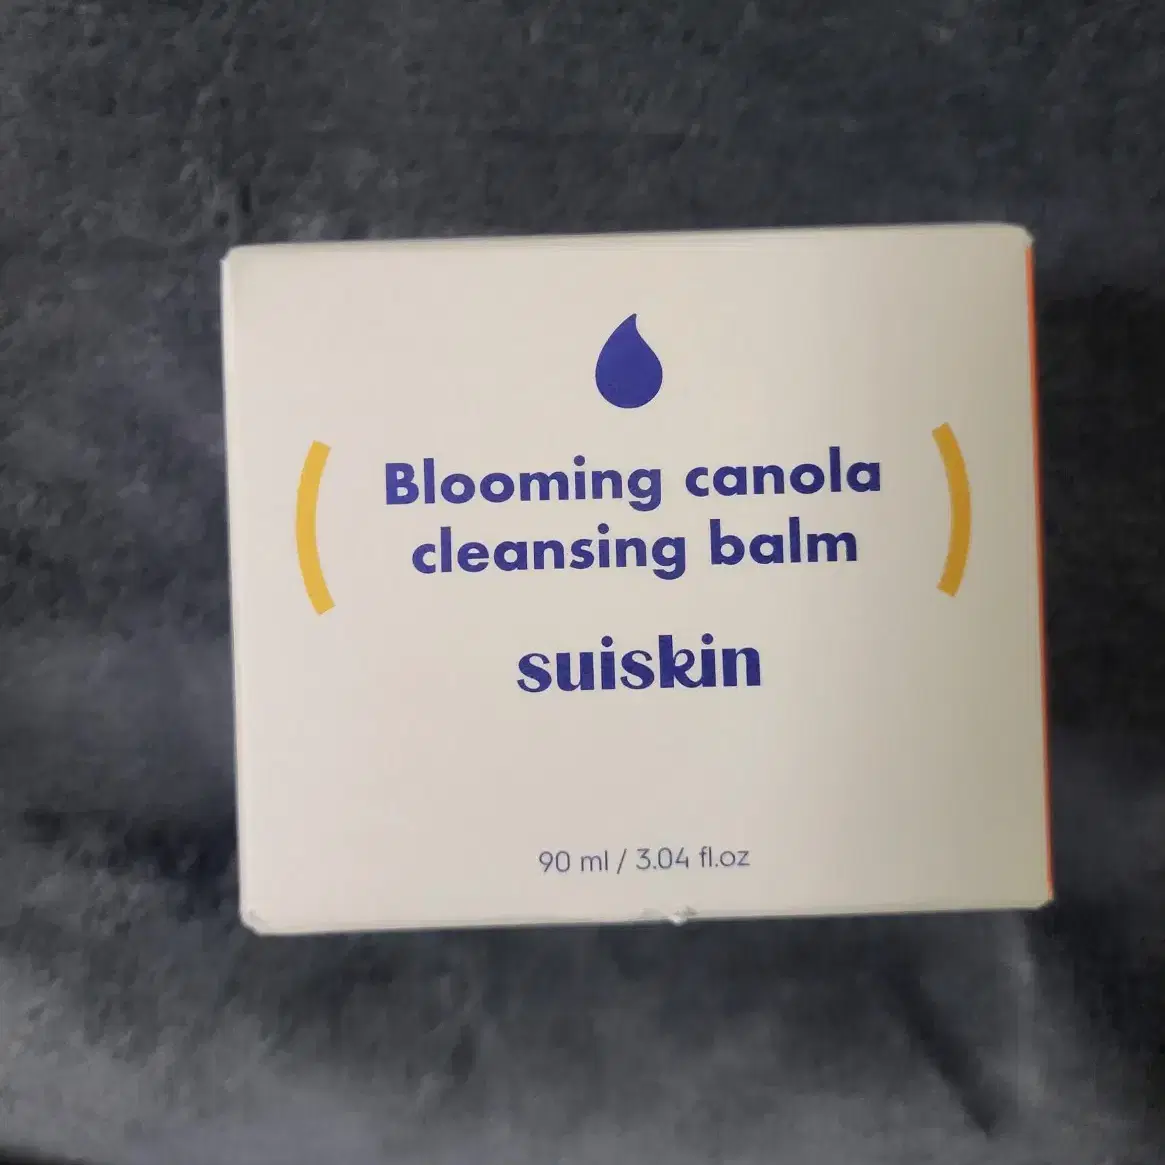 Blooming canola
cleansing balm
suiskin
90 ml / 3.04 fl.oz